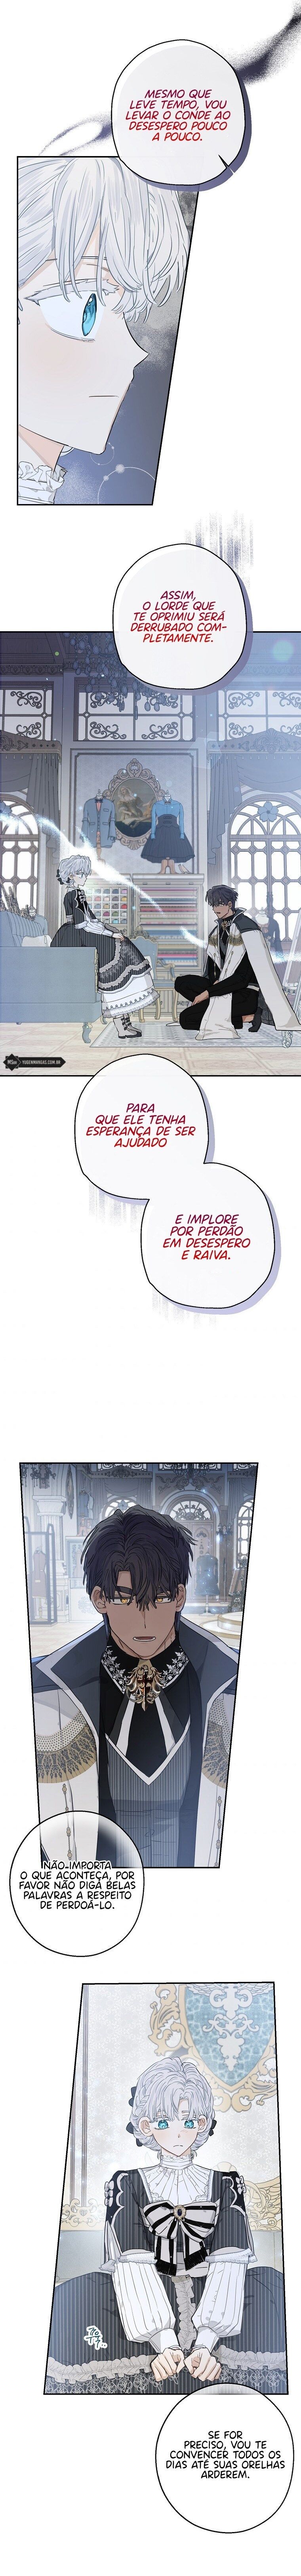 MESMO QUE
LEVE TEMPO, VOU
LEVAR O CONDE AO
DESESPERO POUCO
A POUCO.
ASSIM,
O LORDE QUE
TE OPRIMIU SERÁ
DERRUBADO COM-
PLETAMENTE.
YUGENMANGAS.COM.BR
PARA
QUE ELE TENHA
ESPERANÇA DE SER
AJUDADO
E IMPLORE
POR PERDÃO
EM DESESPERO
E RAIVA.
NÃO IMPORTA
O QUE ACONTEÇA, POR
FAVOR NÃO DIGA BELAS
PALAVRAS A RESPEITO
DE PERDOÁ-LO.
SE FOR
PRECISO, VOU TE
CONVENCER TODOS OS
DIAS ATÉ SUAS ORELHAS
ARDEREM.